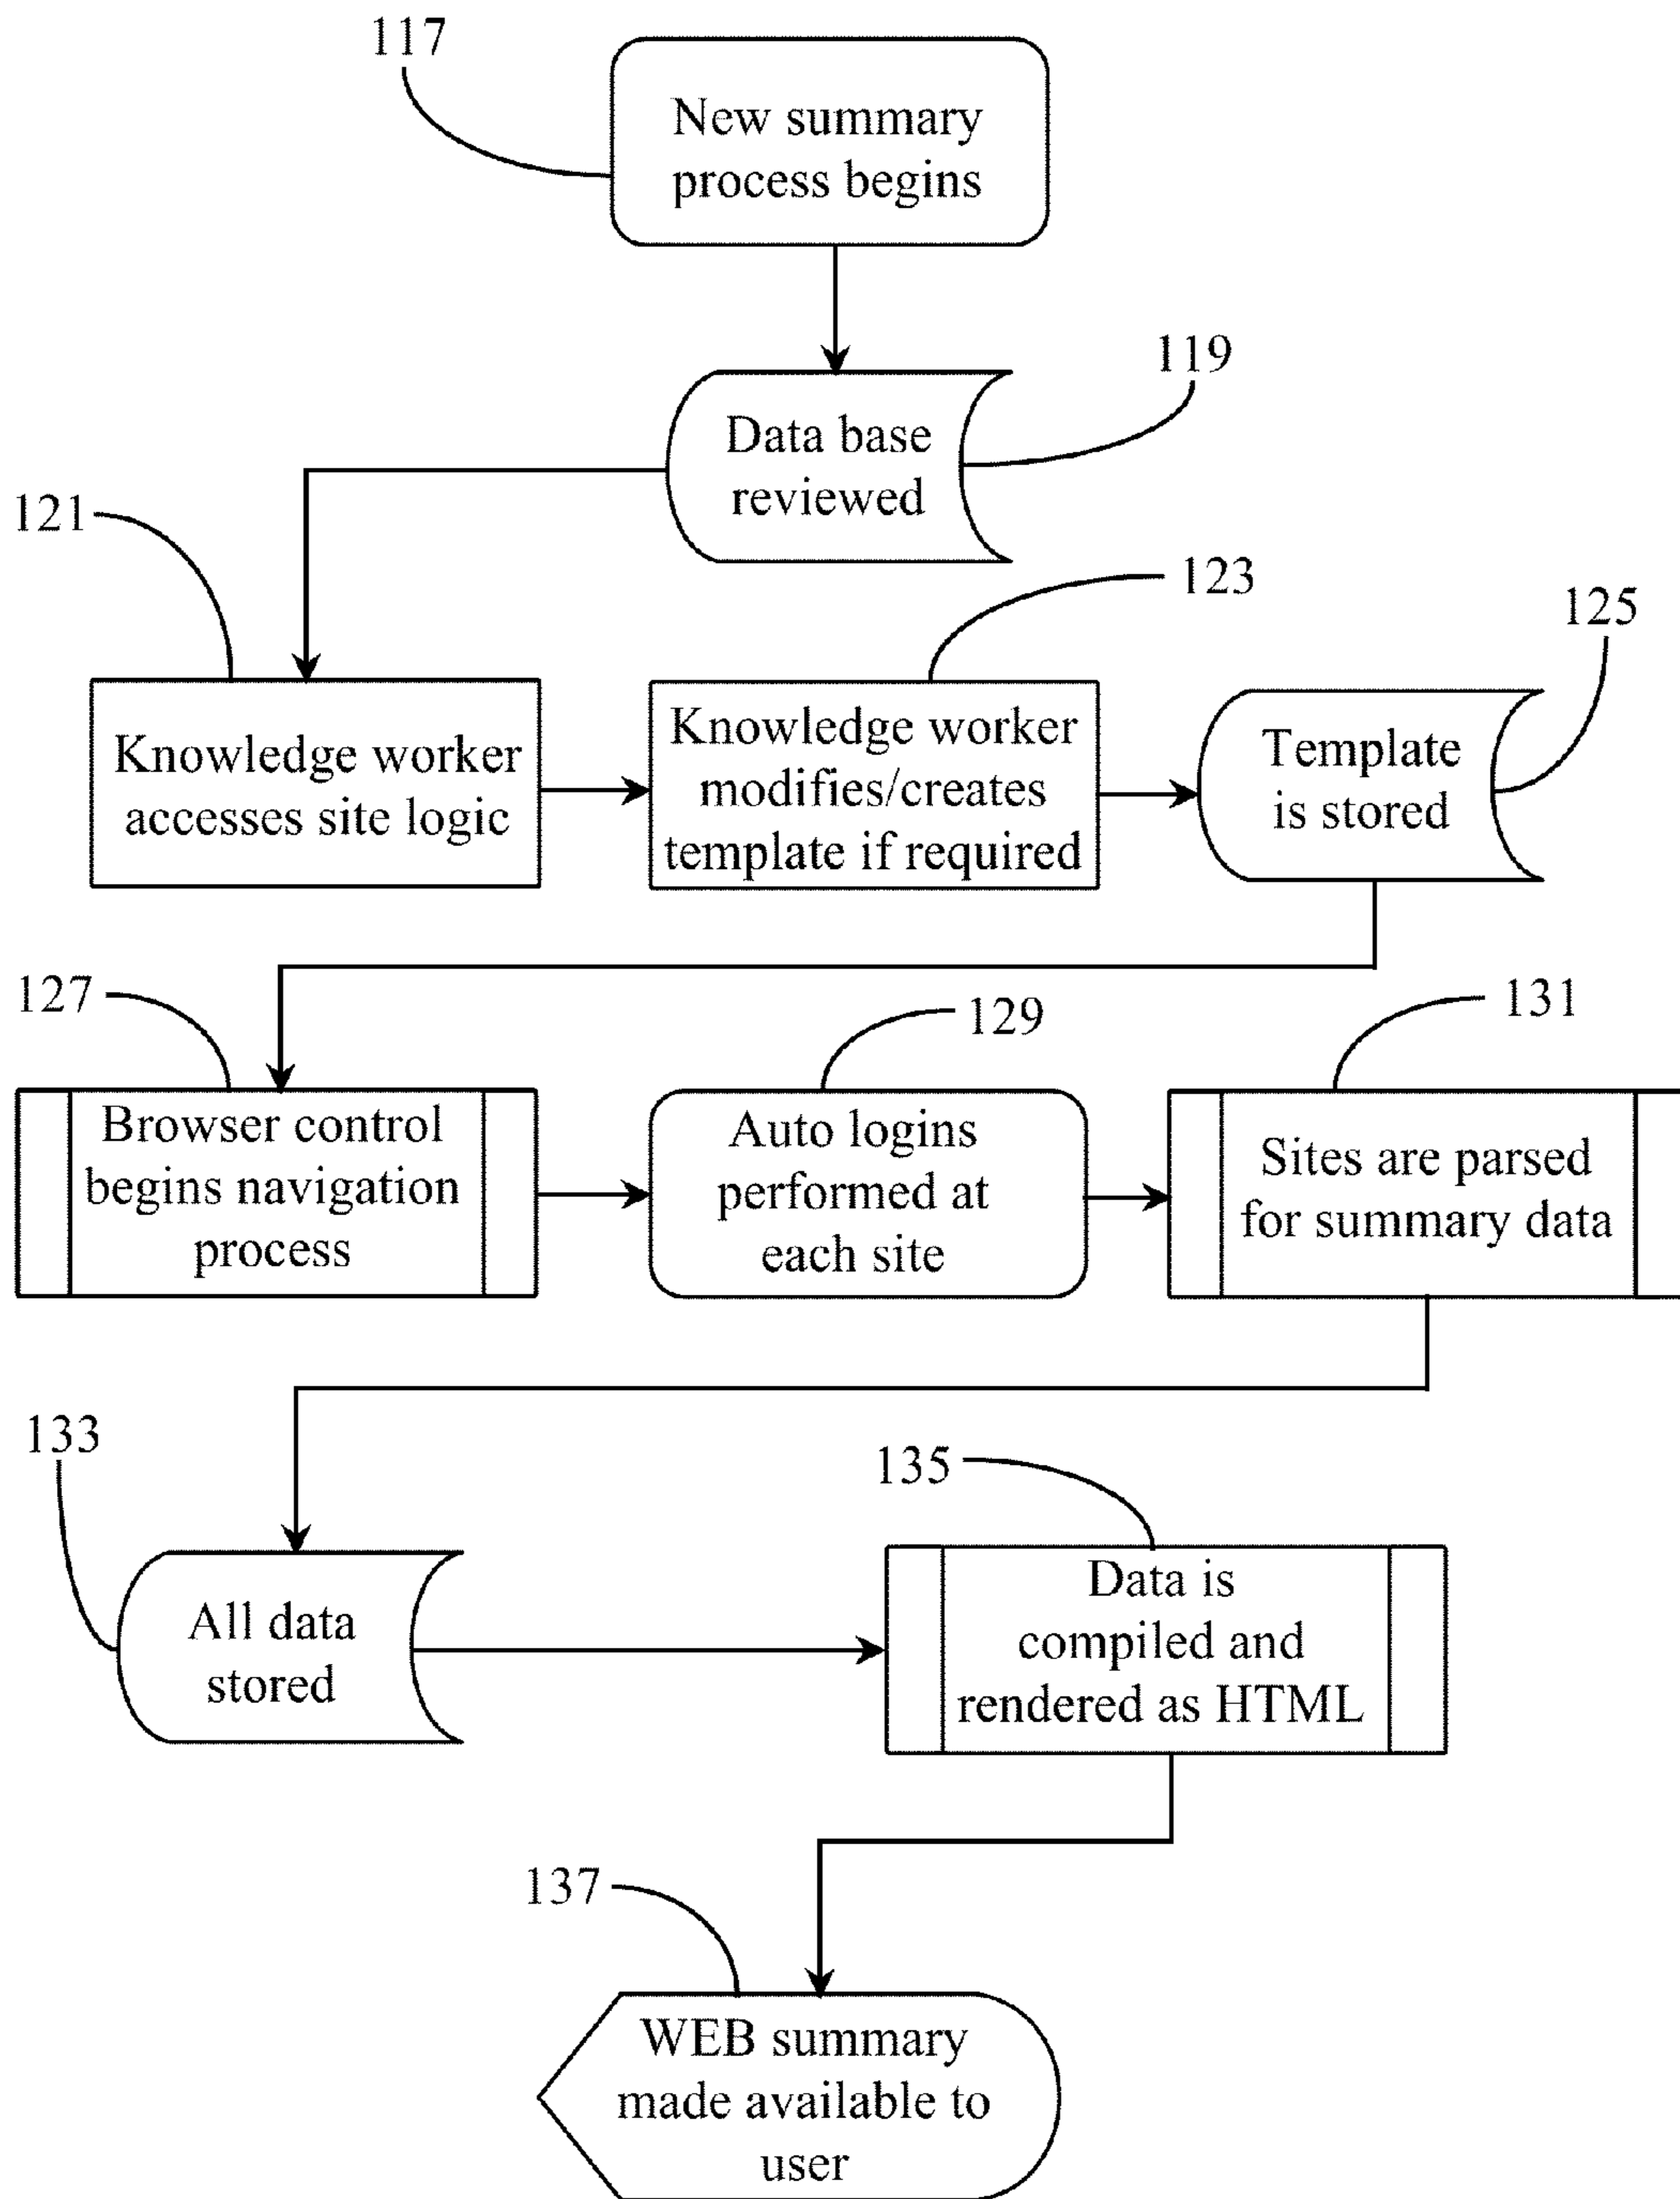 117
New summary
process begins
119
Data base
reviewed
121
123
125
Knowledge worker
accesses site logic
Knowledge worker
modifies/creates
template if required
Template
is stored
127
129
131
Browser control
begins navigation
process
Auto logins
performed at
each site
Sites are parsed
for summary data
133
135
All data
stored
Data is
compiled and
rendered as HTML
137
WEB summary
made available to
user